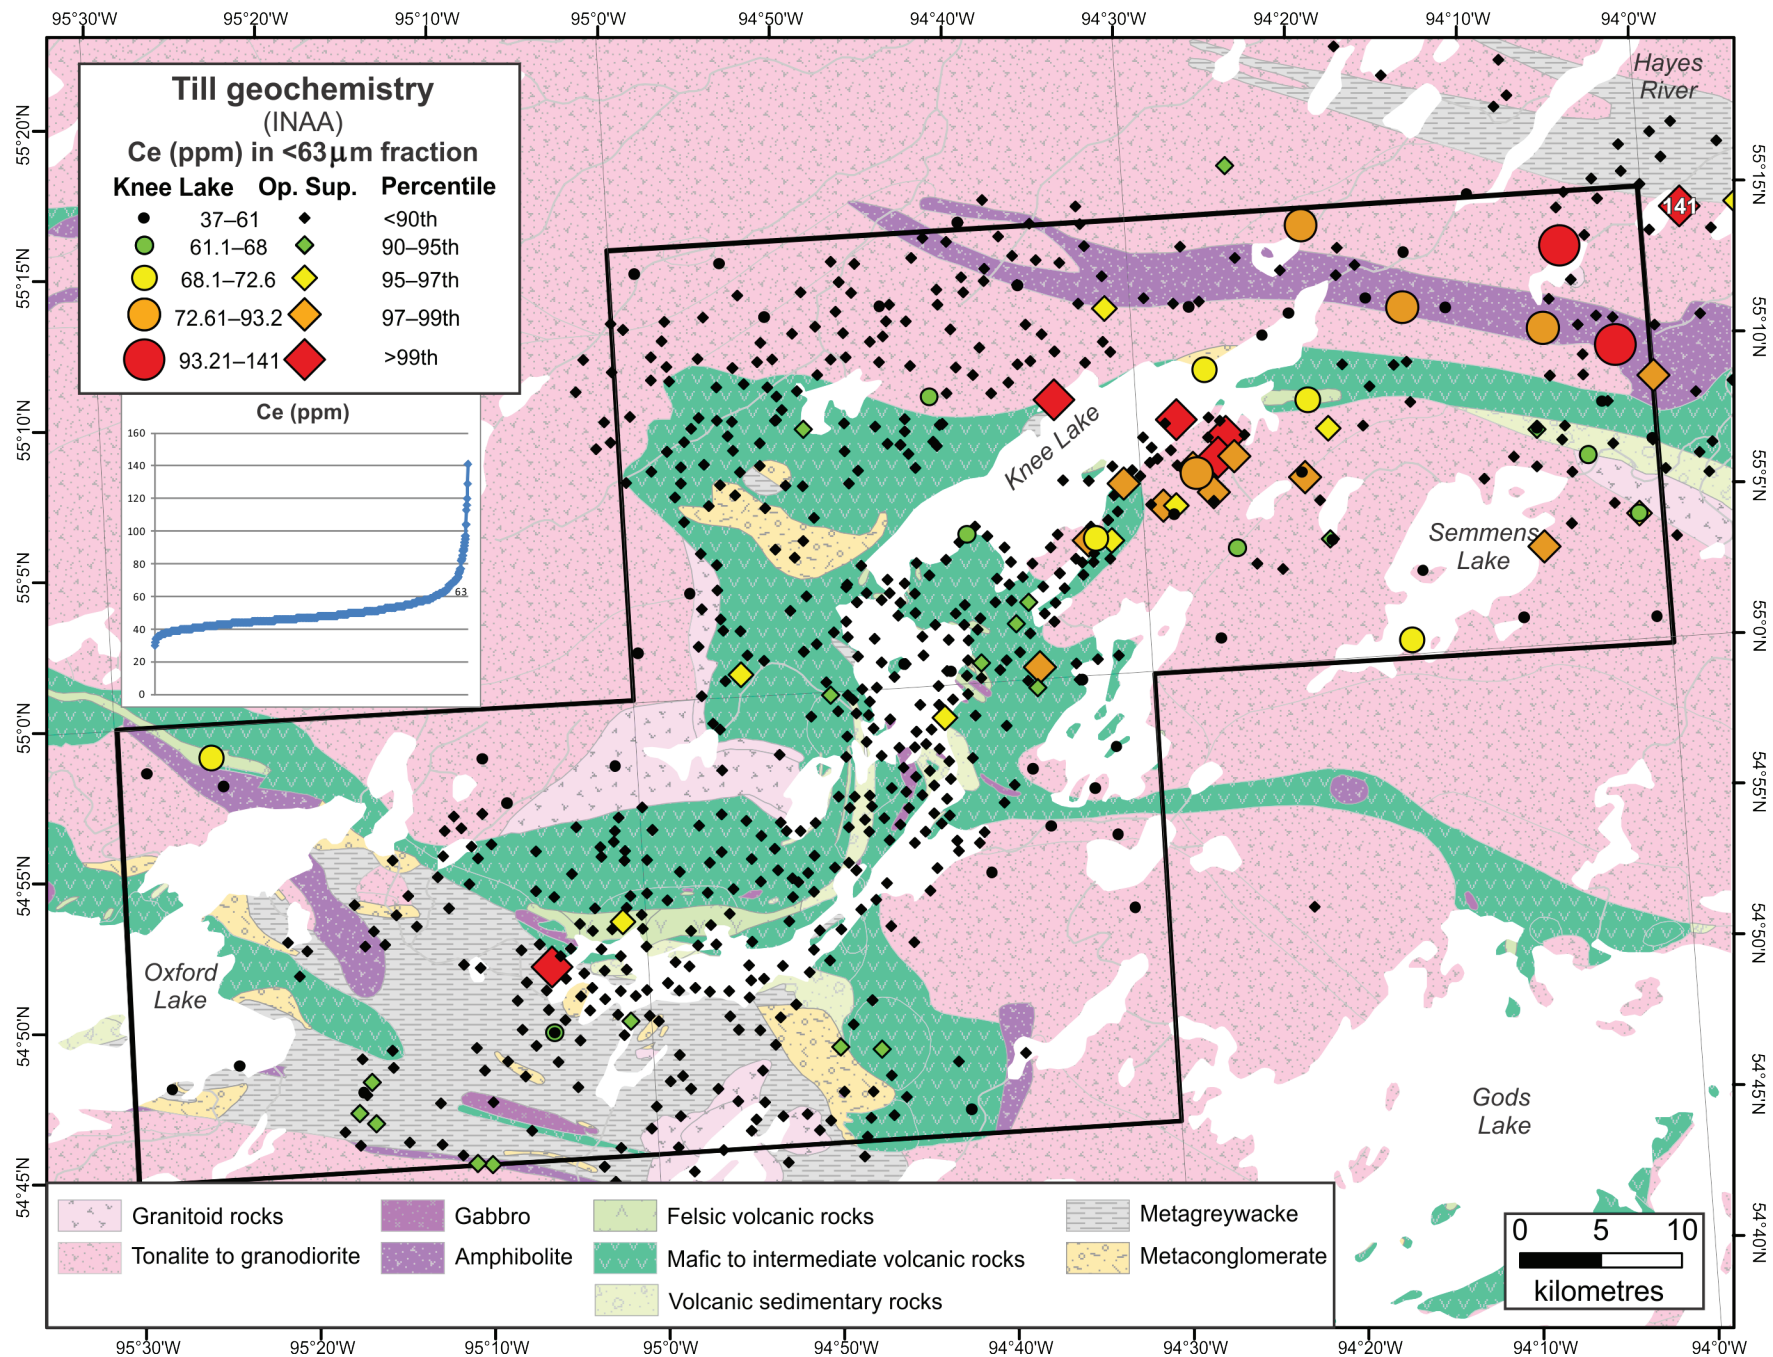 95°30'W 95°20'W 95°10'W 95°0'W 94°50'W 94°40'W 94°30'W 94°20'W 94°10'W 94°0'W
Till geochemistry
(INAA)
Ce (ppm) in <63µm fraction
Knee Lake Op. Sup. Percentile
37–61 <90th
61.1–68 90–95th
68.1–72.6 95–97th
72.61–93.2 97–99th
93.21–141 >99th
Ce (ppm)
160
140
120
100
80
60
40
20
0
63
Hayes
River
141
Knee Lake
Semmens
Lake
Oxford
Lake
Gods
Lake
55°20'N
55°15'N
55°10'N
55°5'N
55°0'N
54°55'N
54°50'N
54°45'N
55°15'N
55°10'N
55°5'N
55°0'N
54°55'N
54°50'N
54°45'N
54°40'N
Granitoid rocks
Tonalite to granodiorite
Gabbro
Amphibolite
Felsic volcanic rocks
Mafic to intermediate volcanic rocks
Volcanic sedimentary rocks
Metagreywacke
Metaconglomerate
0 5 10
kilometres
95°30'W 95°20'W 95°10'W 95°0'W 94°50'W 94°40'W 94°30'W 94°20'W 94°10'W 94°0'W